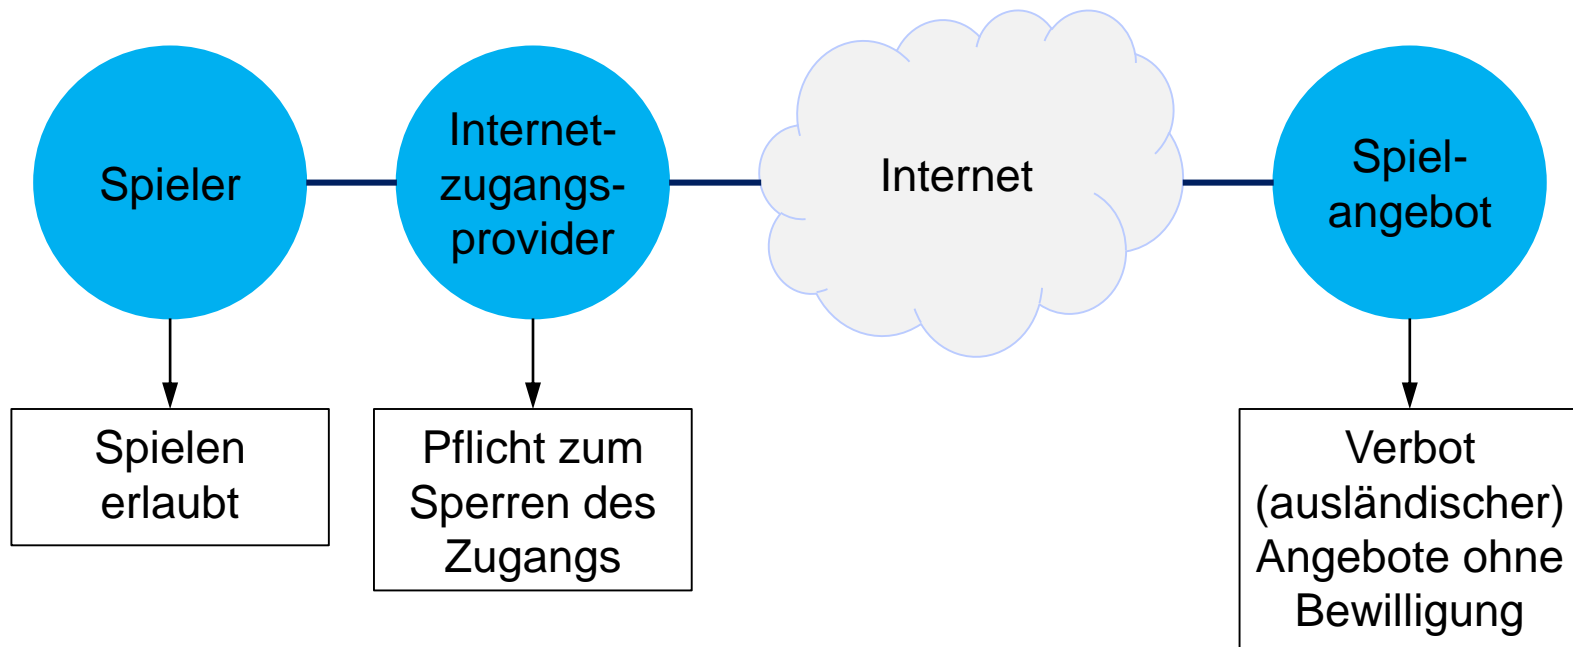 Spieler
Internet-
zugangs-
provider
Internet
Spiel-
angebot
Spielen
erlaubt
Pflicht zum
Sperren des
Zugangs
Verbot
(ausländischer)
Angebote ohne
Bewilligung